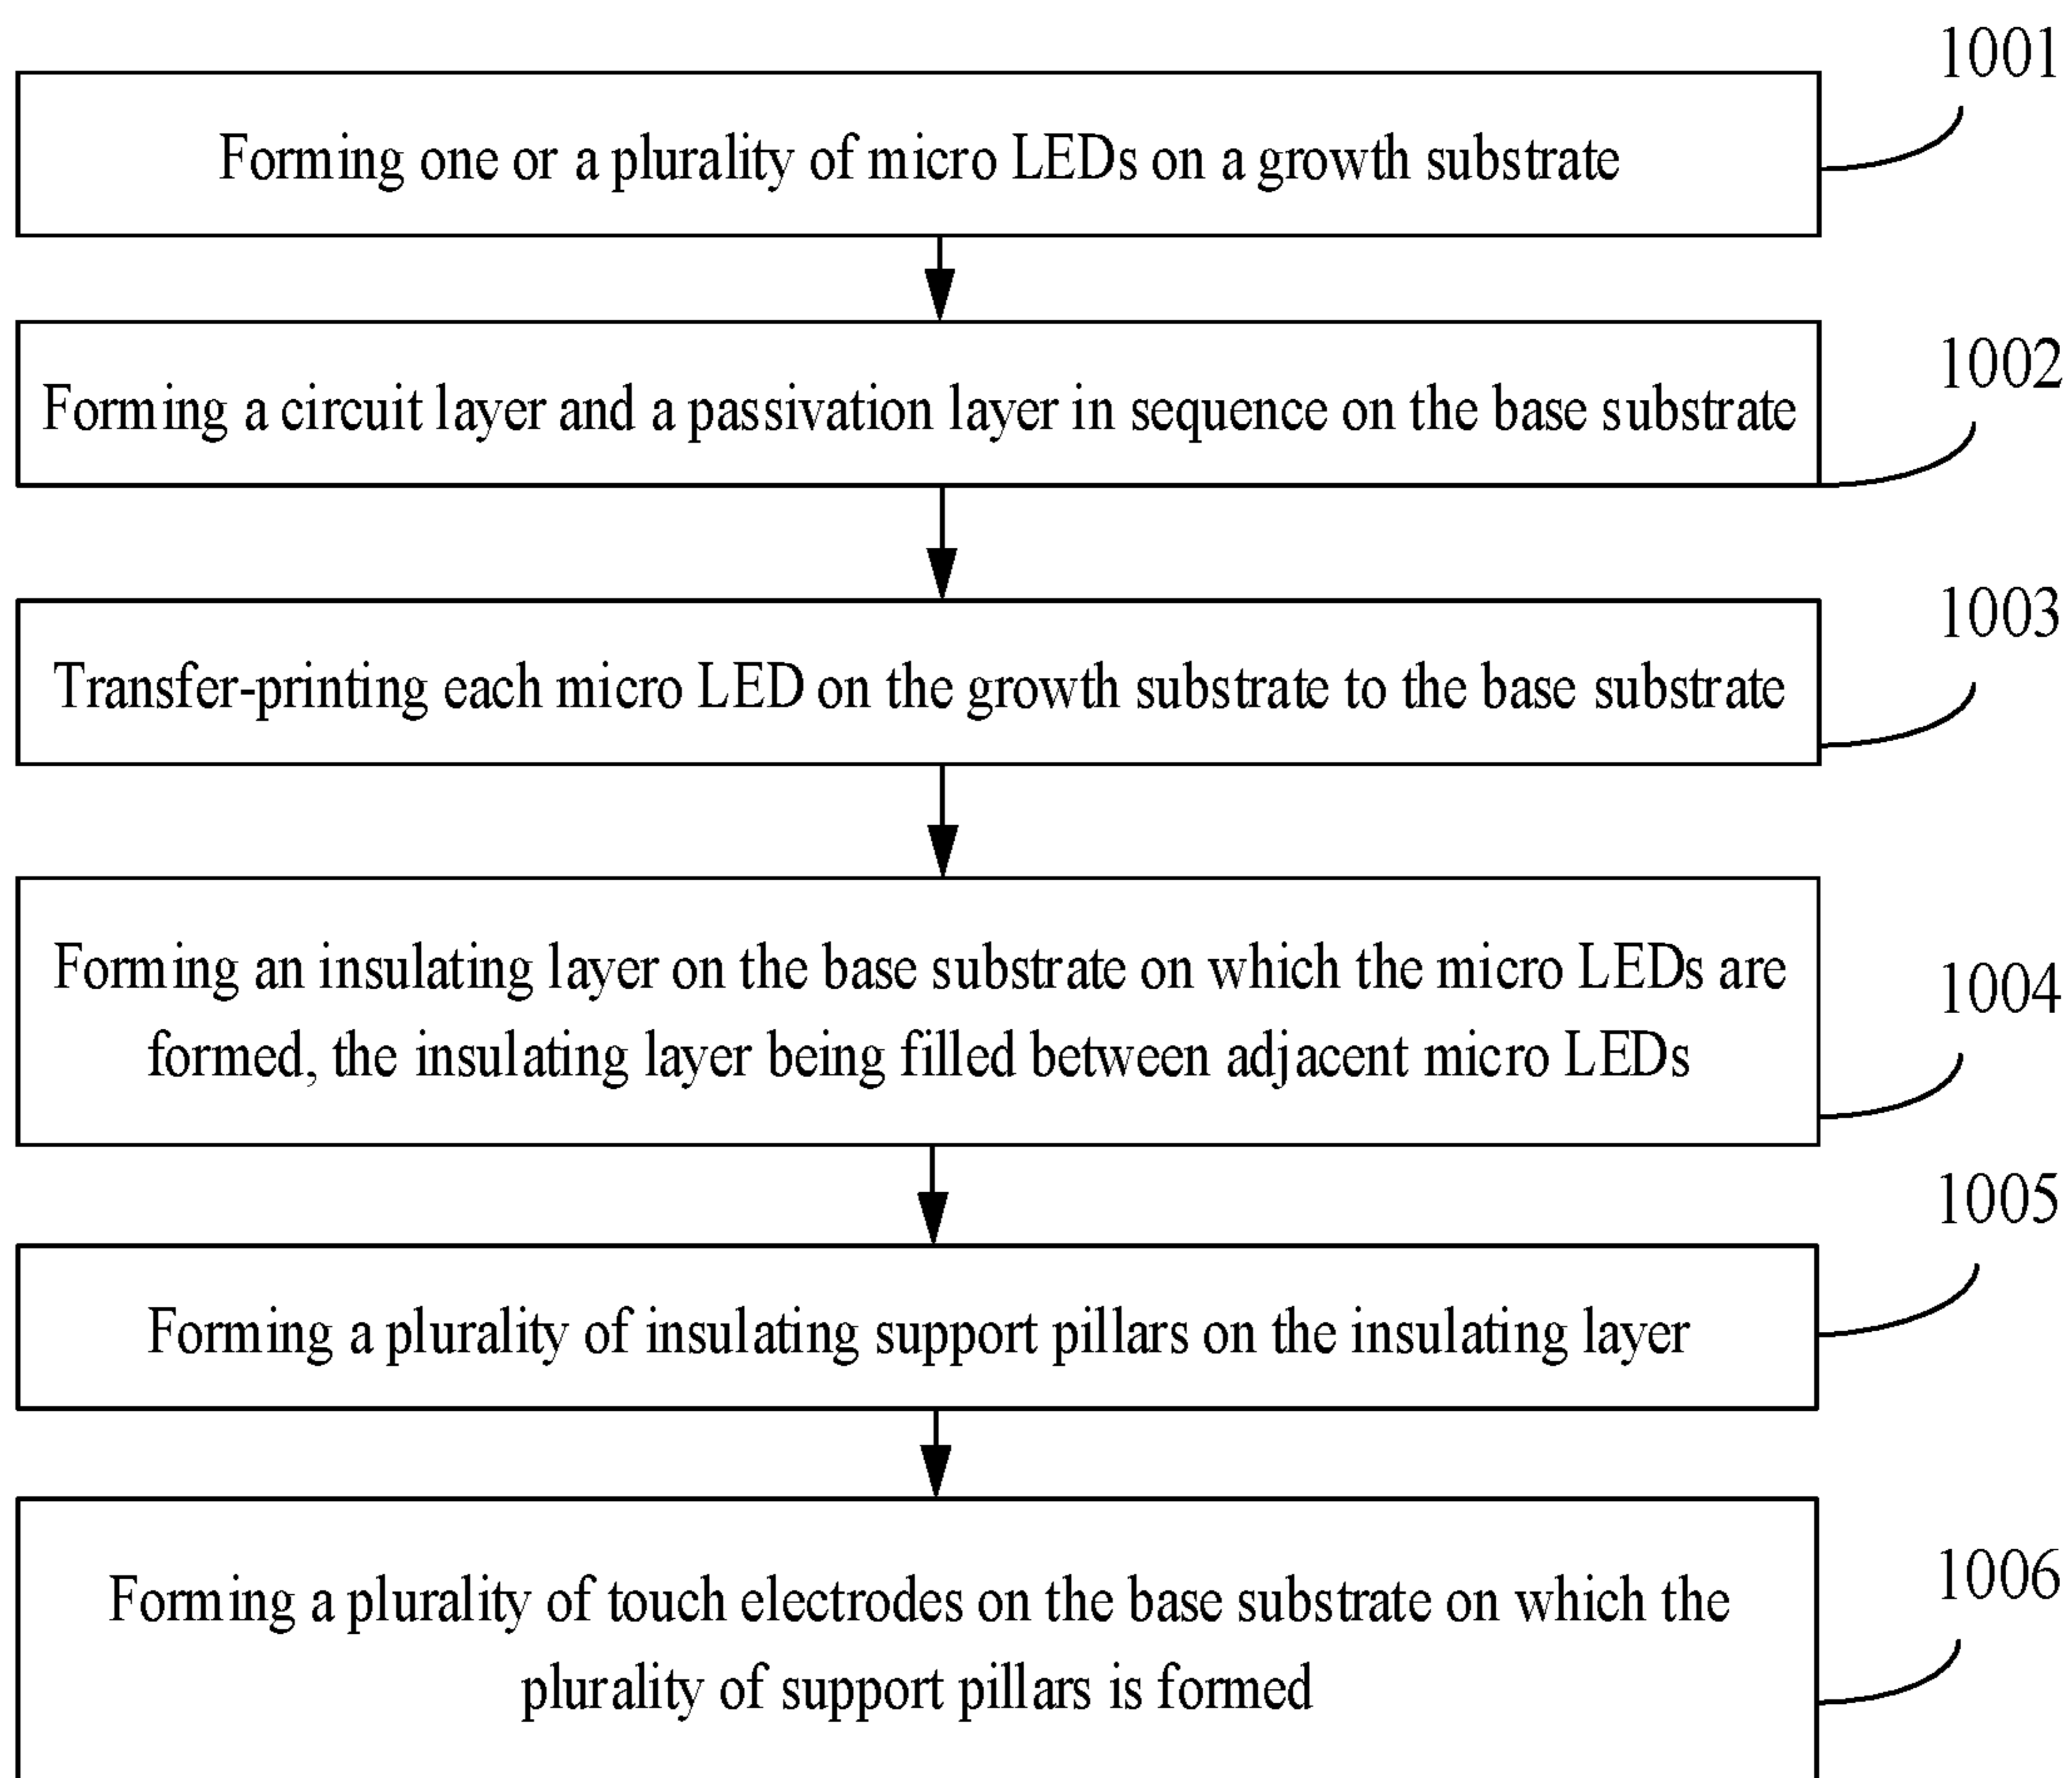 1001
Forming one or a plurality of micro LEDs on a growth substrate
1002
Forming a circuit layer and a passivation layer in sequence on the base substrate
1003
Transfer-printing each micro LED on the growth substrate to the base substrate
Forming an insulating layer on the base substrate on which the micro LEDs are
1004
formed, the insulating layer being filled between adjacent micro LEDs
1005
Forming a plurality of insulating support pillars on the insulating layer
1006
Forming a plurality of touch electrodes on the base substrate on which the
plurality of support pillars is formed